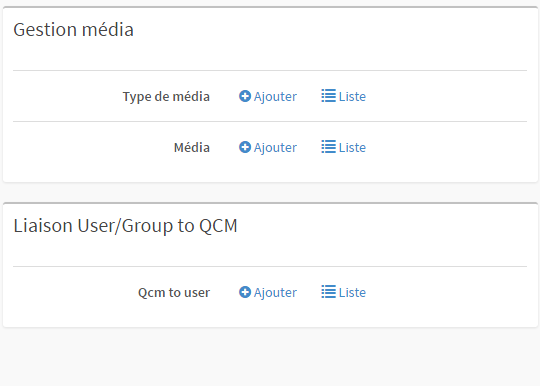 Gestion média
Type de média Ajouter Liste
Média Ajouter Liste
Liaison User/Group to QCM
Qcm to user Ajouter Liste